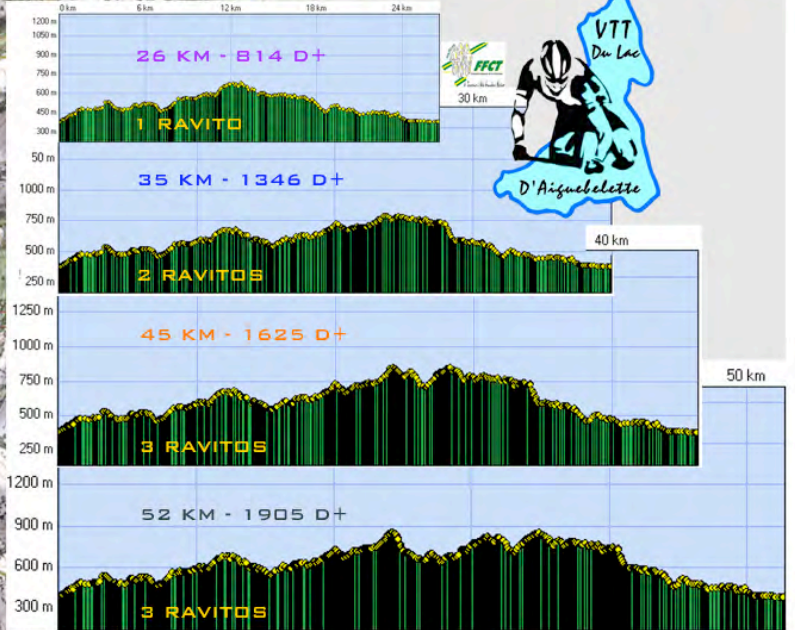 0 km 6 km 12 km 18 km 24 km
1200 m
1050 m
900 m
750 m
600 m
450 m
300 m
26 KM - 814 D+
1 RAVITO
FFCT
30 km
VTT
Du Lac
D'Aiguebelette
50 m
1000 m
750 m
500 m
250 m
35 KM - 1346 D+
2 RAVITOS
40 km
1250 m
1000 m
750 m
500 m
250 m
45 KM - 1625 D+
3 RAVITOS
50 km
1200 m
900 m
600 m
300 m
52 KM - 1905 D+
3 RAVITOS